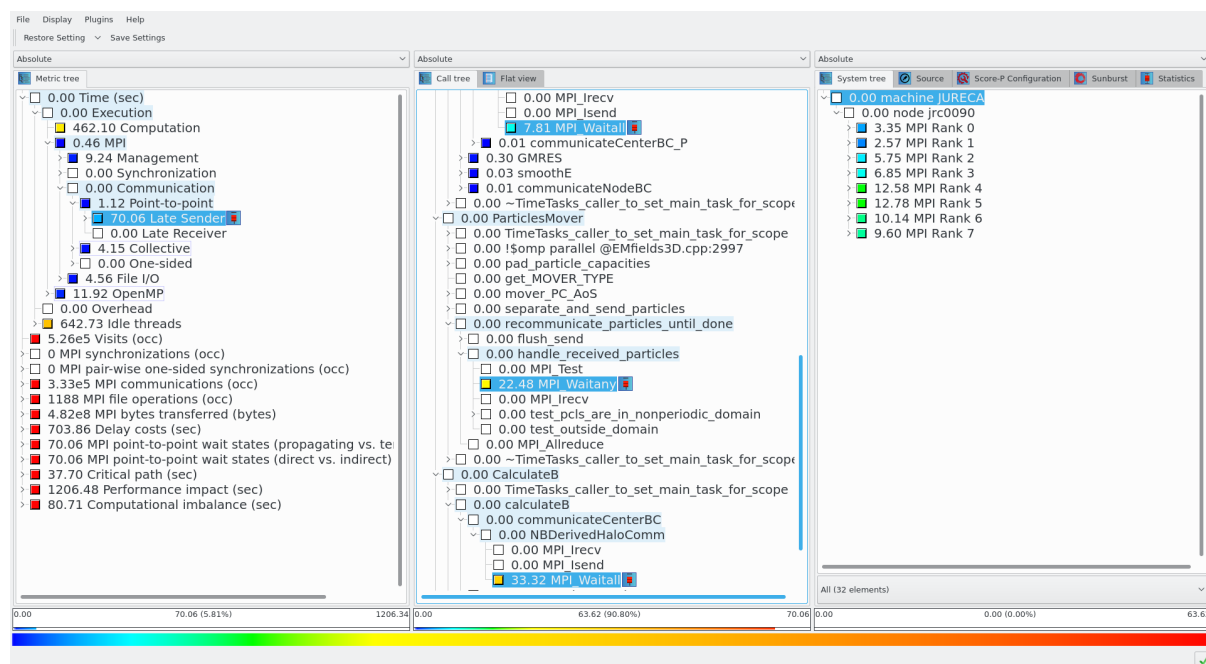 File Display Plugins Help
Restore Setting Save Settings
Absolute
Metric tree
0.00 Time (sec)
0.00 Execution
462.10 Computation
0.46 MPI
9.24 Management
0.00 Synchronization
0.00 Communication
1.12 Point-to-point
70.06 Late Sender
0.00 Late Receiver
4.15 Collective
0.00 One-sided
4.56 File I/O
11.92 OpenMP
0.00 Overhead
642.73 Idle threads
5.26e5 Visits (occ)
0 MPI synchronizations (occ)
0 MPI pair-wise one-sided synchronizations (occ)
3.33e5 MPI communications (occ)
1188 MPI file operations (occ)
4.82e8 MPI bytes transferred (bytes)
703.86 Delay costs (sec)
70.06 MPI point-to-point wait states (propagating vs. te
70.06 MPI point-to-point wait states (direct vs. indirect)
37.70 Critical path (sec)
1206.48 Performance impact (sec)
80.71 Computational imbalance (sec)
0.00 70.06 (5.81%) 1206.34
Absolute
Call tree Flat view
0.00 MPI_Irecv
0.00 MPI_Isend
7.81 MPI_Waitall
0.01 communicateCenterBC_P
0.30 GMRES
0.03 smoothE
0.01 communicateNodeBC
0.00 ~TimeTasks_caller_to_set_main_task_for_scope
0.00 ParticlesMover
0.00 TimeTasks_caller_to_set_main_task_for_scope
0.00 !$omp parallel @EMfields3D.cpp:2997
0.00 pad_particle_capacities
0.00 get_MOVER_TYPE
0.00 mover_PC_AoS
0.00 separate_and_send_particles
0.00 recommunicate_particles_until_done
0.00 flush_send
0.00 handle_received_particles
0.00 MPI_Test
22.48 MPI_Waitany
0.00 MPI_Irecv
0.00 test_pcls_are_in_nonperiodic_domain
0.00 test_outside_domain
0.00 MPI_Allreduce
0.00 ~TimeTasks_caller_to_set_main_task_for_scope
0.00 CalculateB
0.00 TimeTasks_caller_to_set_main_task_for_scope
0.00 calculateB
0.00 communicateCenterBC
0.00 NBDerivedHaloComm
0.00 MPI_Irecv
0.00 MPI_Isend
33.32 MPI_Waitall
0.00 63.62 (90.80%) 70.06
Absolute
System tree Source Score-P Configuration Sunburst Statistics
0.00 machine JURECA
0.00 node jrc0090
3.35 MPI Rank 0
2.57 MPI Rank 1
5.75 MPI Rank 2
6.85 MPI Rank 3
12.58 MPI Rank 4
12.78 MPI Rank 5
10.14 MPI Rank 6
9.60 MPI Rank 7
All (32 elements)
0.00 0.00 (0.00%) 63.6